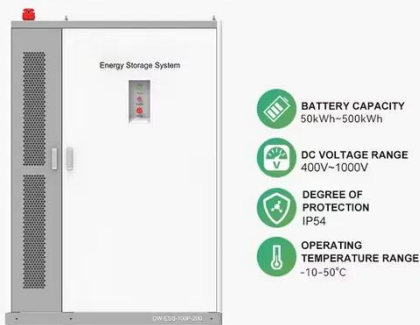 Energy Storage System
BATTERY CAPACITY
50kWh~500kWh
DC VOLTAGE RANGE
400V~1000V
DEGREE OF
PROTECTION
IP54
OPERATING
TEMPERATURE RANGE
-10~50°C
V